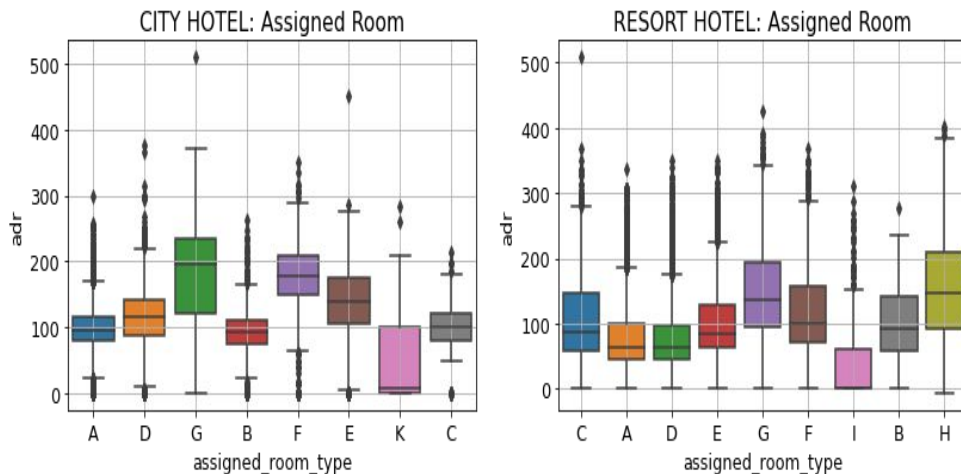 CITY HOTEL: Assigned Room
500
400
300
200
100
0
adr
A D G B F E K C
assigned_room_type
RESORT HOTEL: Assigned Room
500
400
300
200
100
0
adr
C A D E G F I B H
assigned_room_type